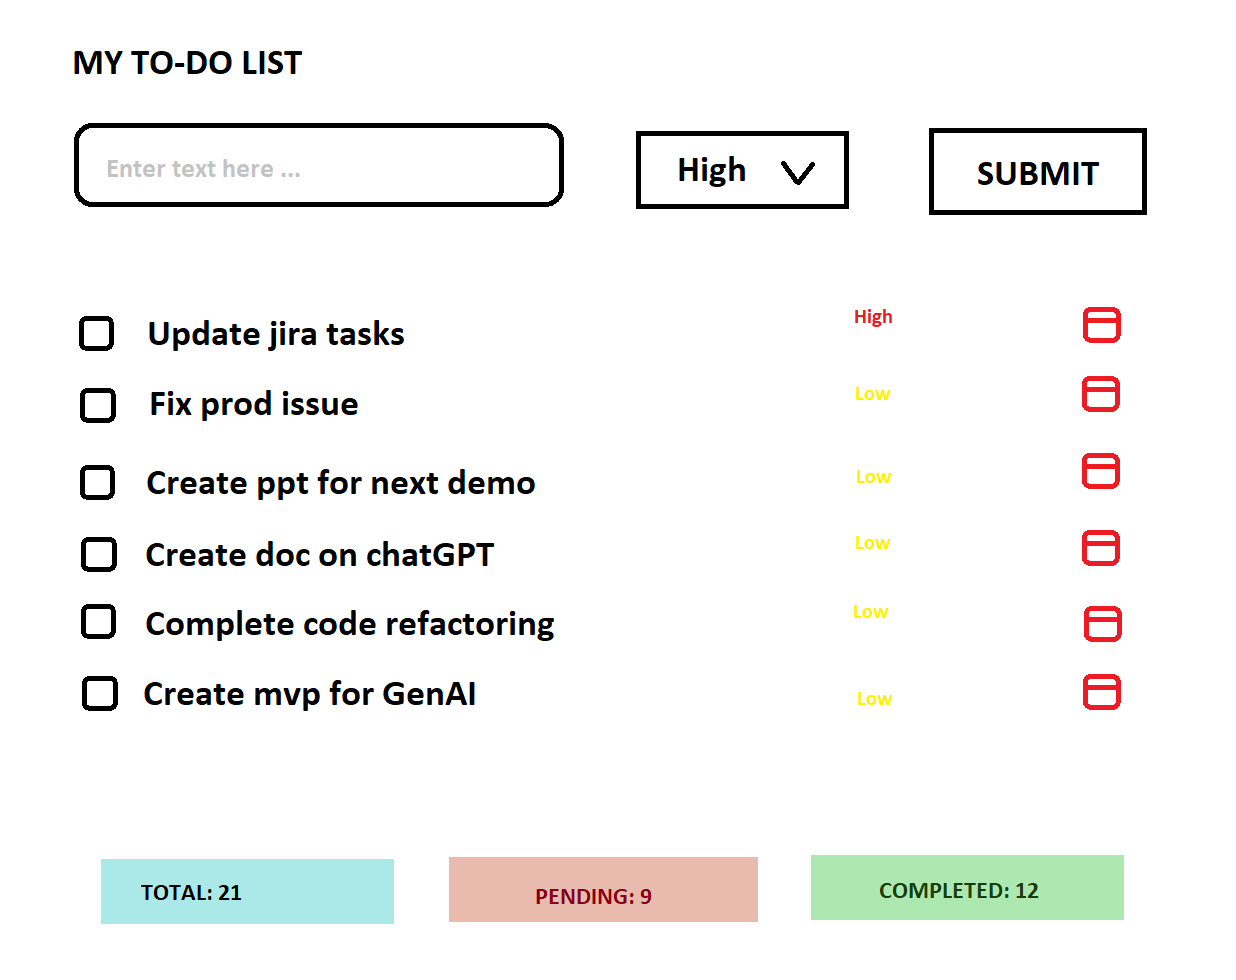 MY TO-DO LIST
Enter text here ...
High
SUBMIT
Update jira tasks
High
Fix prod issue
Low
Create ppt for next demo
Low
Create doc on chatGPT
Low
Complete code refactoring
Low
Create mvp for GenAI
Low
TOTAL: 21
PENDING: 9
COMPLETED: 12